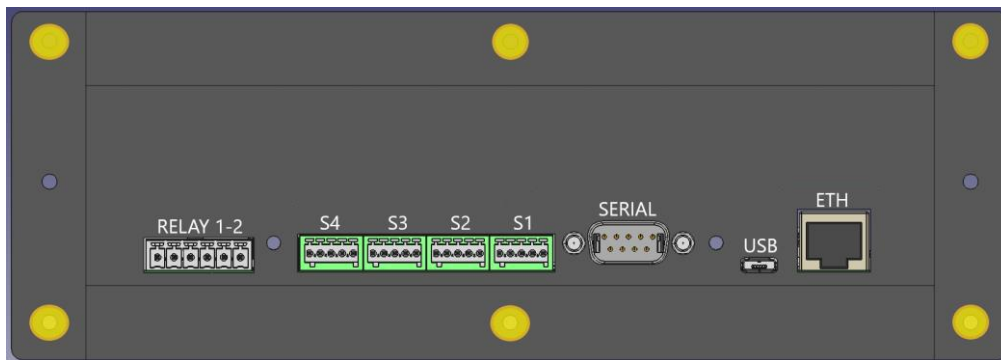 RELAY 1-2
S4
S3
S2
S1
SERIAL
USB
ETH